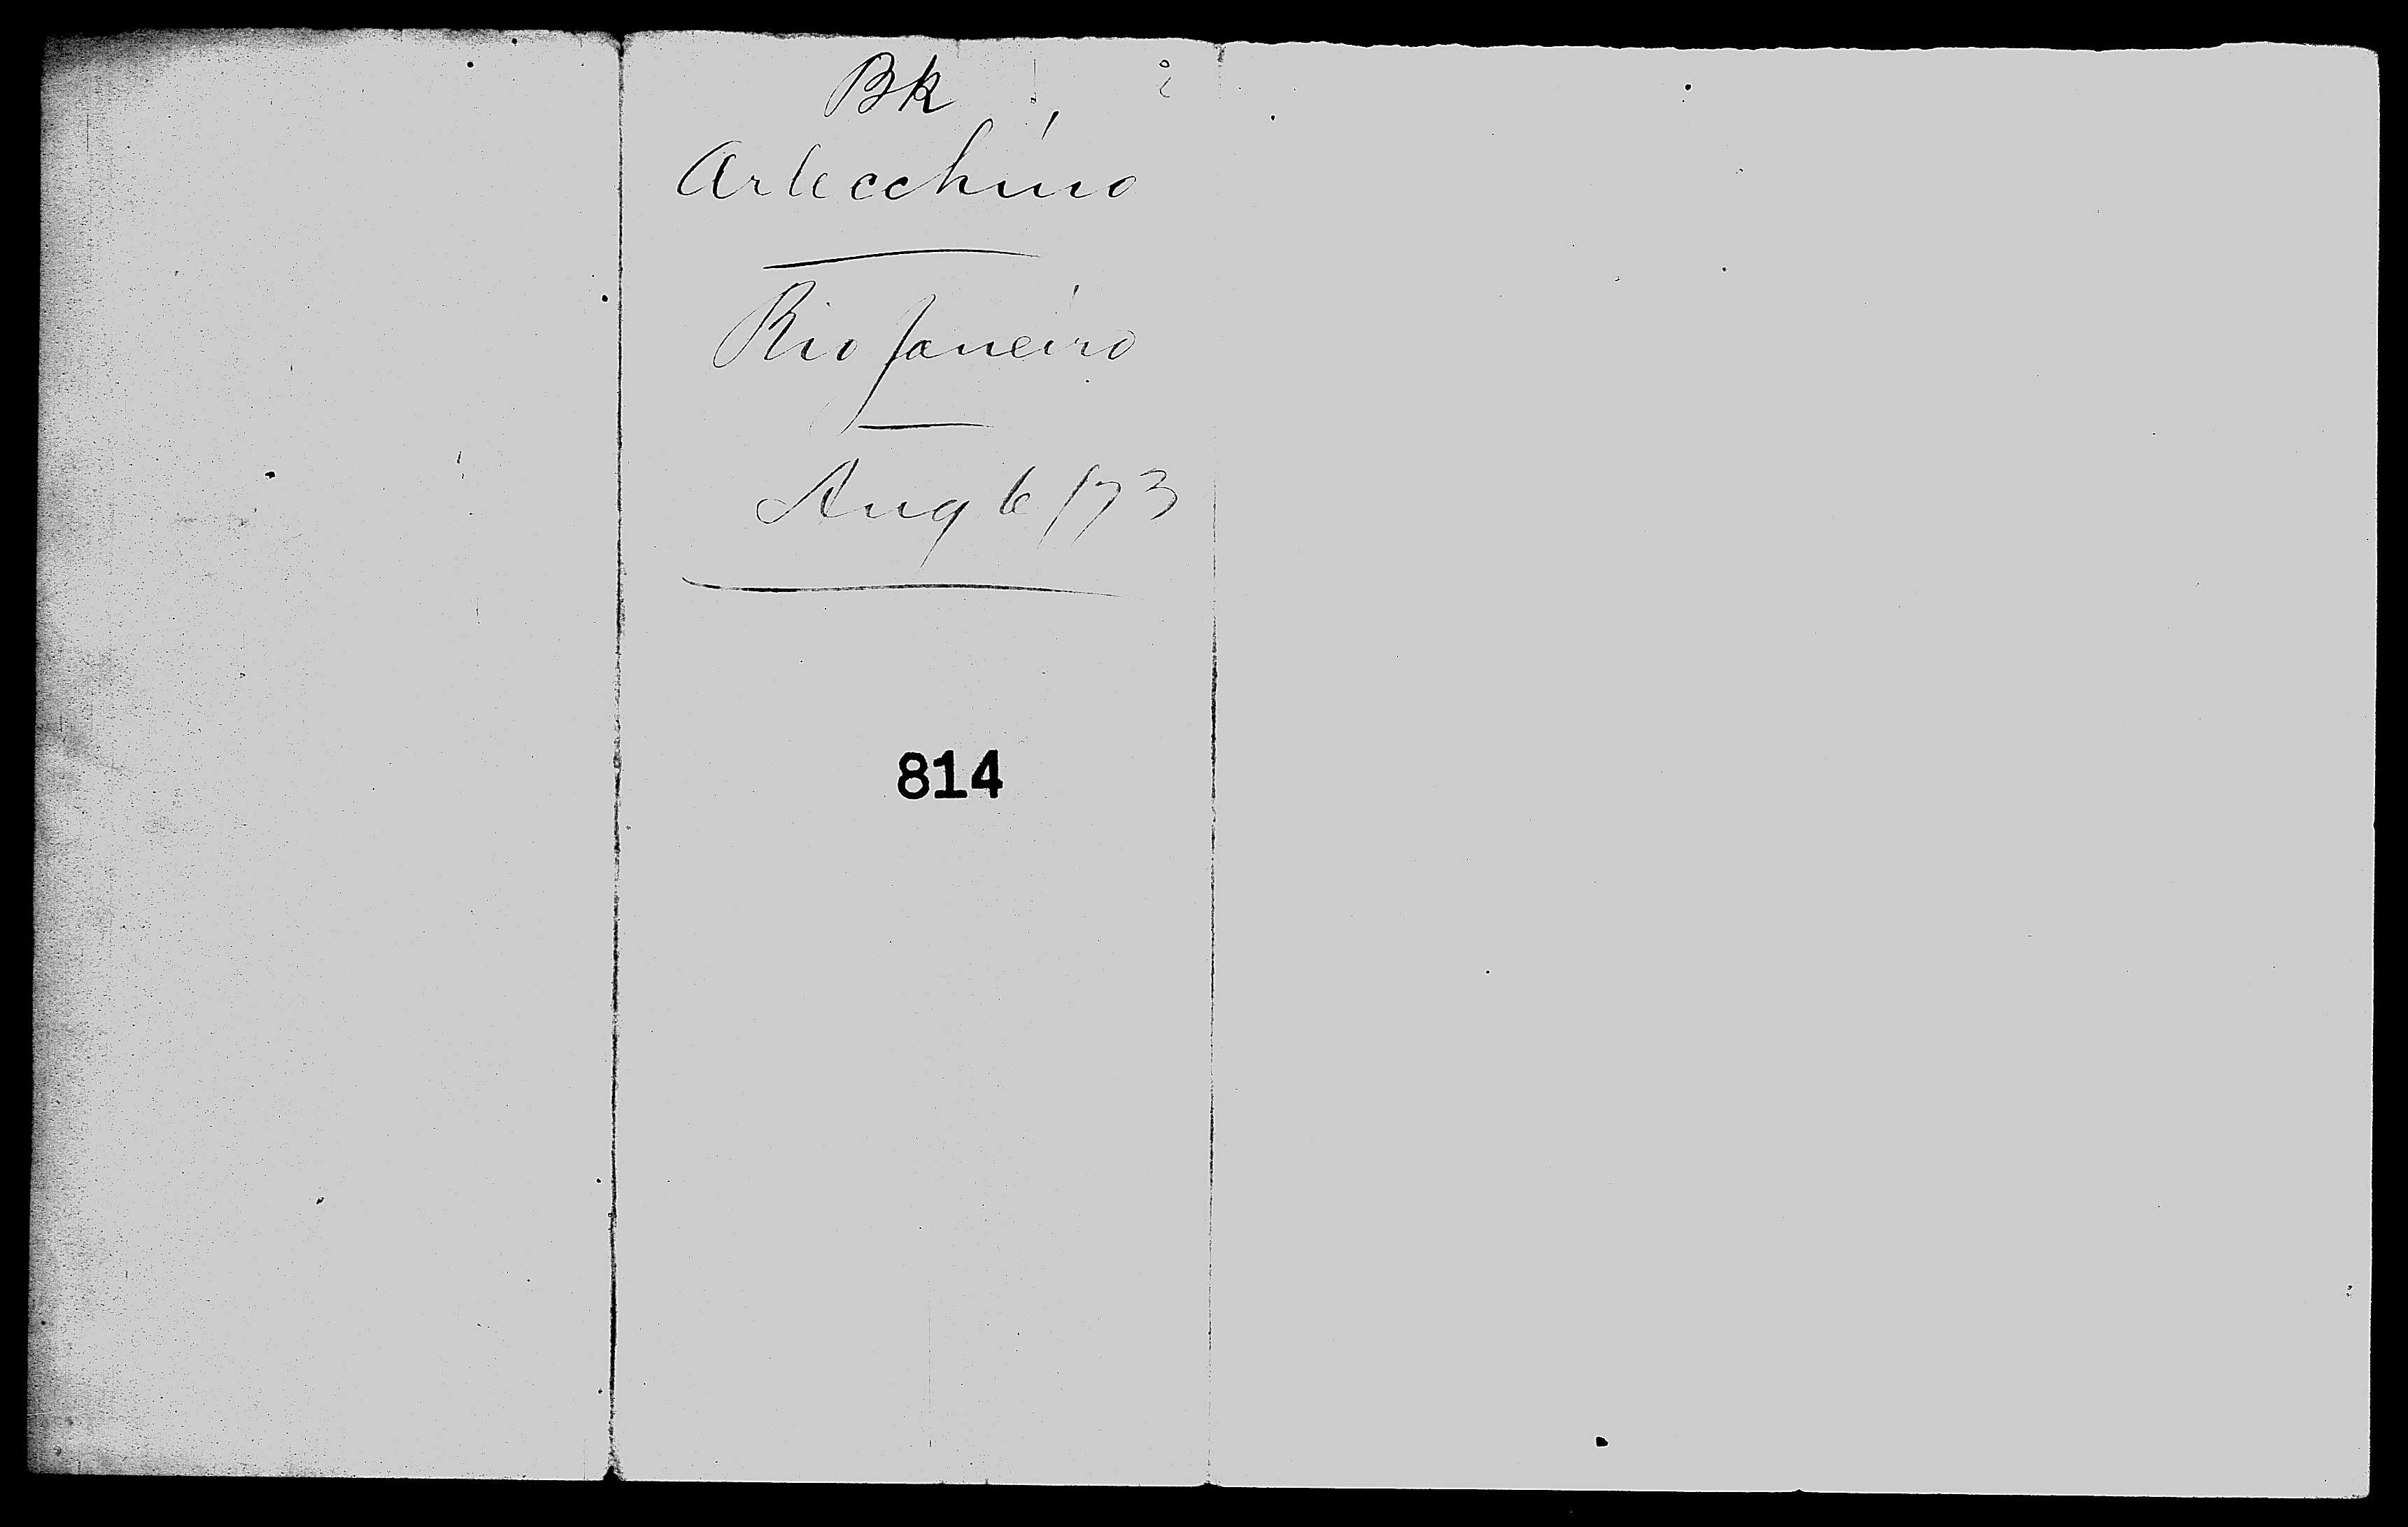 Bk
Arlecchino
Rio Janeiro
Aug 6/73
814